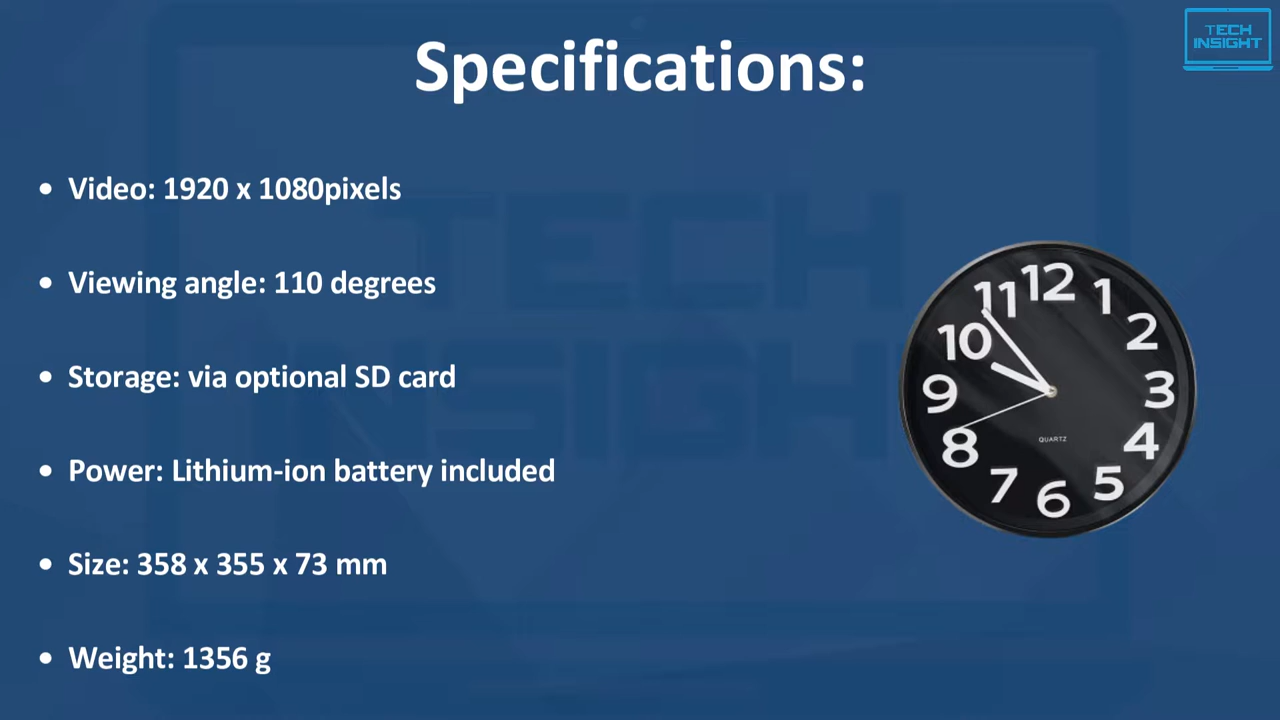 TECH
INSIGHT
Specifications:
• Video: 1920 x 1080pixels
• Viewing angle: 110 degrees
• Storage: via optional SD card
• Power: Lithium-ion battery included
• Size: 358 x 355 x 73 mm
• Weight: 1356 g
12
11
1
10
2
9
3
8
4
7
5
6
QUARTZ
TECH
INSIGHT